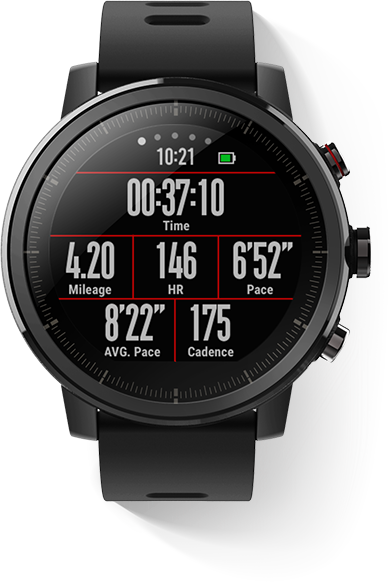 10:21
00:37:10
Time
4.20 146 6'52"
Mileage HR Pace
8'22" 175
AVG. Pace Cadence